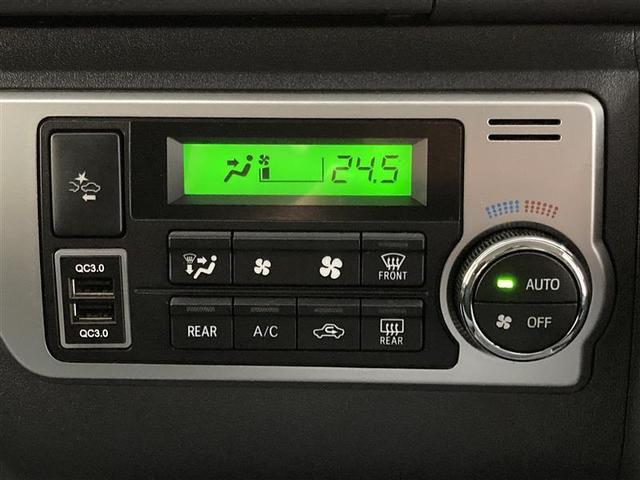 24.5
QC3.0
QC3.0
FRONT
REAR
A/C
REAR
AUTO
OFF